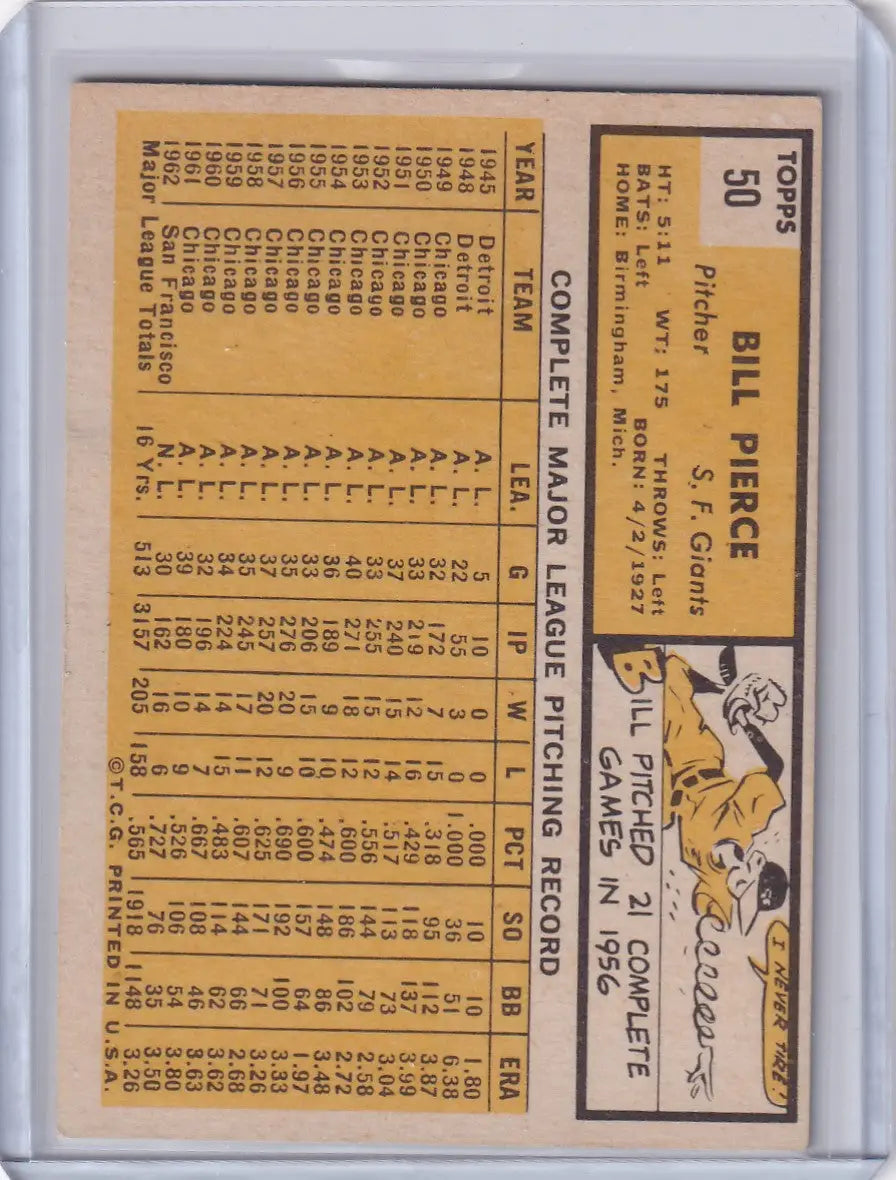 TOPPS
50
BILL PIERCE
Pitcher S. F. Giants
HT: 5:11 WT: 175 THROWS: Left
BATS: Left BORN: 4/2/1927
HOME: Birmingham, Mich.
I NEVER TIRE!
BILL PITCHED 21 COMPLETE
GAMES IN 1956
COMPLETE MAJOR LEAGUE PITCHING RECORD
YEAR TEAM LEA. G IP W L PCT SO BB ERA
1945 Detroit A. L. 5 10 0 0 .000 10 10 1.80
1948 Detroit A. L. 22 55 3 0 1.000 36 51 6.38
1949 Chicago A. L. 32 172 7 15 .318 95 112 3.87
1950 Chicago A. L. 33 219 12 16 .429 118 137 3.99
1951 Chicago A. L. 37 240 15 14 .517 113 73 3.04
1952 Chicago A. L. 33 255 15 12 .556 144 79 2.58
1953 Chicago A. L. 40 271 18 12 .600 186 102 2.72
1954 Chicago A. L. 36 189 9 10 .474 148 86 3.48
1955 Chicago A. L. 33 206 15 10 .600 157 64 1.97
1956 Chicago A. L. 35 276 20 9 .690 192 100 3.33
1957 Chicago A. L. 37 257 20 12 .625 171 71 3.26
1958 Chicago A. L. 35 245 17 11 .607 144 66 2.68
1959 Chicago A. L. 34 224 14 15 .483 114 62 3.62
1960 Chicago A. L. 32 196 14 7 .667 108 46 3.63
1961 Chicago A. L. 39 180 10 9 .526 106 54 3.80
1962 San Francisco N. L. 30 162 16 6 .727 76 35 3.50
Major League Totals 16 Yrs. 513 3157 205 158 .565 1918 1148 3.26
©T.C.G. PRINTED IN U.S.A.